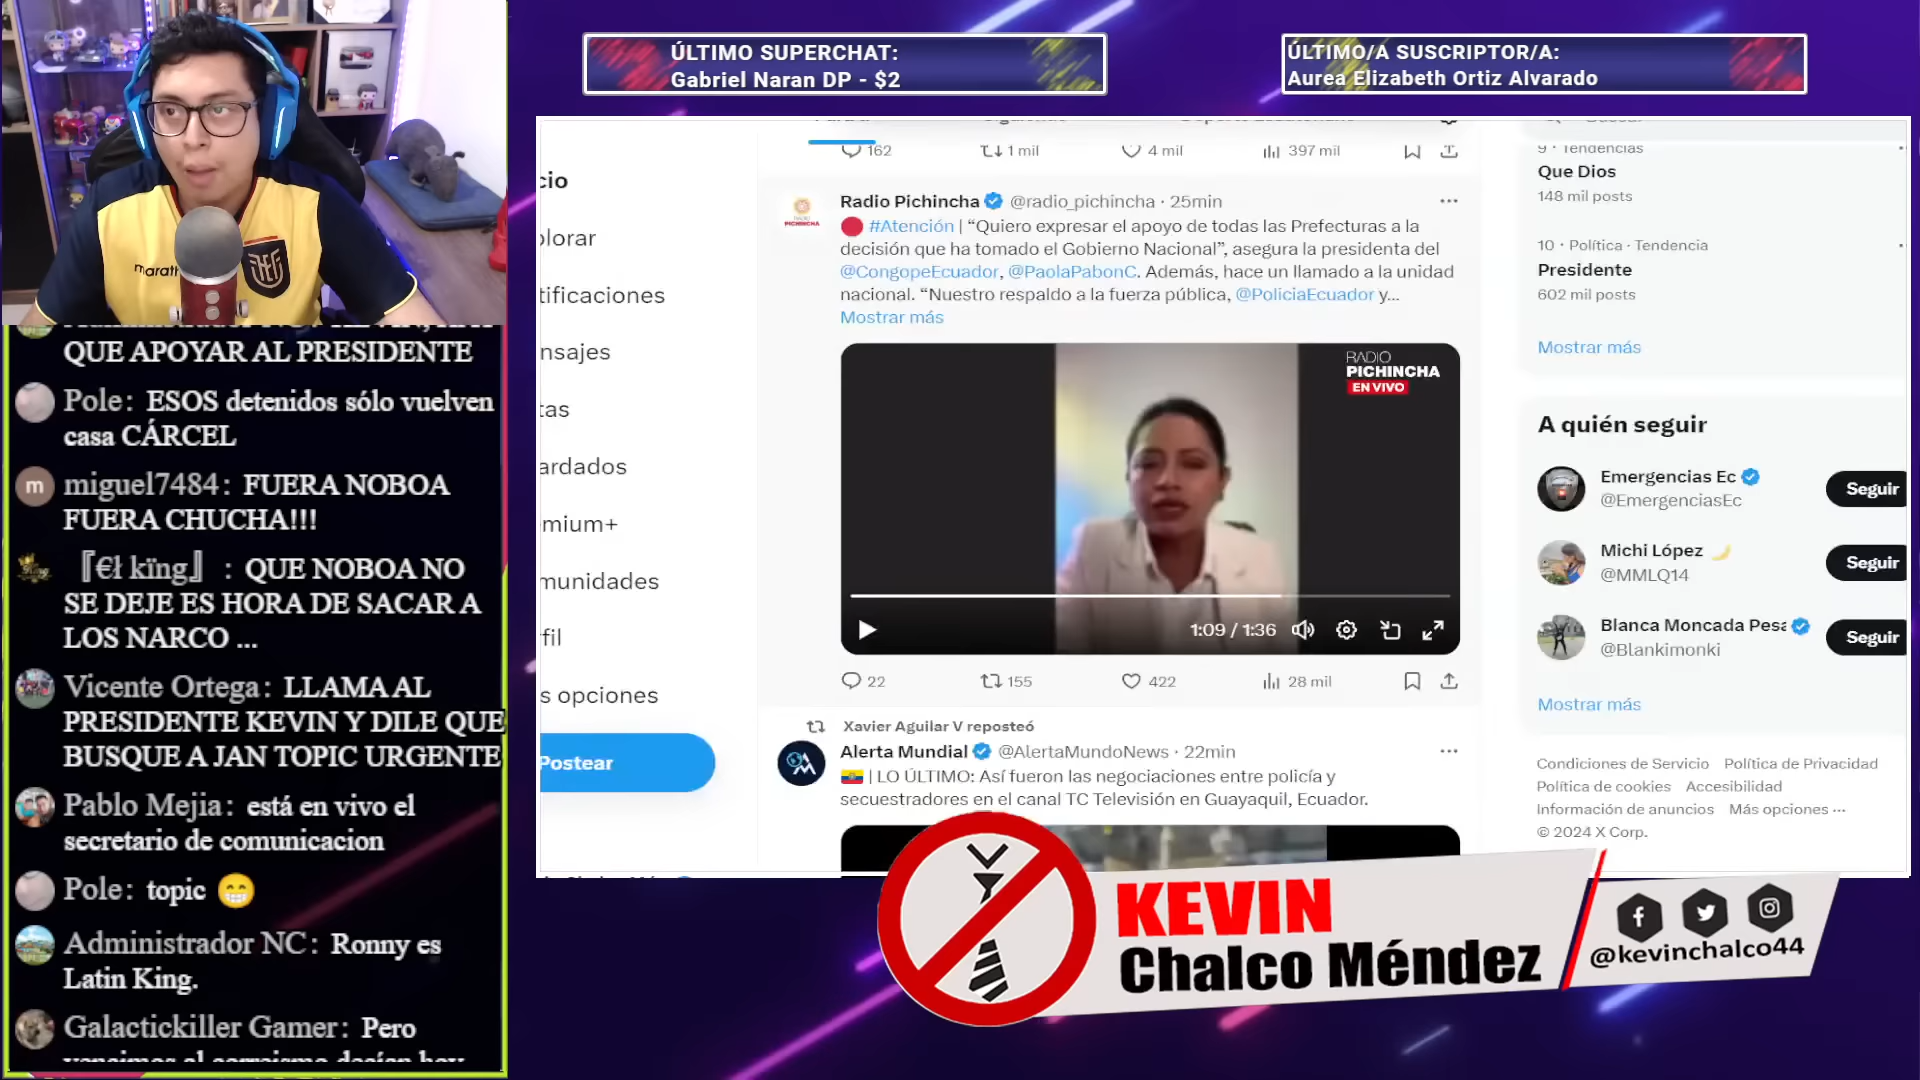 ÚLTIMO SUPERCHAT:
Gabriel Naran DP - $2
ÚLTIMO/A SUSCRIPTOR/A:
Aurea Elizabeth Ortiz Alvarado
marath
QUE APOYAR AL PRESIDENTE
Pole: ESOS detenidos sólo vuelven
casa CÁRCEL
m miguel7484: FUERA NOBOA
FUERA CHUCHA!!!
『€ł kïng』 : QUE NOBOA NO
SE DEJE ES HORA DE SACAR A
LOS NARCO ...
Vicente Ortega: LLAMA AL
PRESIDENTE KEVIN Y DILE QUE
BUSQUE A JAN TOPIC URGENTE
Pablo Mejia: está en vivo el
secretario de comunicacion
Pole: topic 😁
Administrador NC: Ronny es
Latin King.
Galactickiller Gamer: Pero
cio
plorar
tificaciones
nsajes
tas
ardados
mium+
munidades
fil
s opciones
Postear
162 1 mil 4 mil 397 mil
Radio Pichincha @radio_pichincha · 25min
🔴 #Atención | “Quiero expresar el apoyo de todas las Prefecturas a la
decisión que ha tomado el Gobierno Nacional”, asegura la presidenta del
@CongopeEcuador, @PaolaPabonC. Además, hace un llamado a la unidad
nacional. “Nuestro respaldo a la fuerza pública, @PoliciaEcuador y...
Mostrar más
RADIO
PICHINCHA
EN VIVO
1:09 / 1:36
22 155 422 28 mil
Xavier Aguilar V reposteó
Alerta Mundial @AlertaMundoNews · 22min
🇪🇨 | LO ÚLTIMO: Así fueron las negociaciones entre policía y
secuestradores en el canal TC Televisión en Guayaquil, Ecuador.
9 · Tendencias
Que Dios
148 mil posts
10 · Política · Tendencia
Presidente
602 mil posts
Mostrar más
A quién seguir
Emergencias Ec
@EmergenciasEc
Seguir
Michi López 🍌
@MMLQ14
Seguir
Blanca Moncada Pesa
@Blankimonki
Seguir
Mostrar más
Condiciones de Servicio Política de Privacidad
Política de cookies Accesibilidad
Información de anuncios Más opciones ···
© 2024 X Corp.
KEVIN
Chalco Méndez
@kevinchalco44